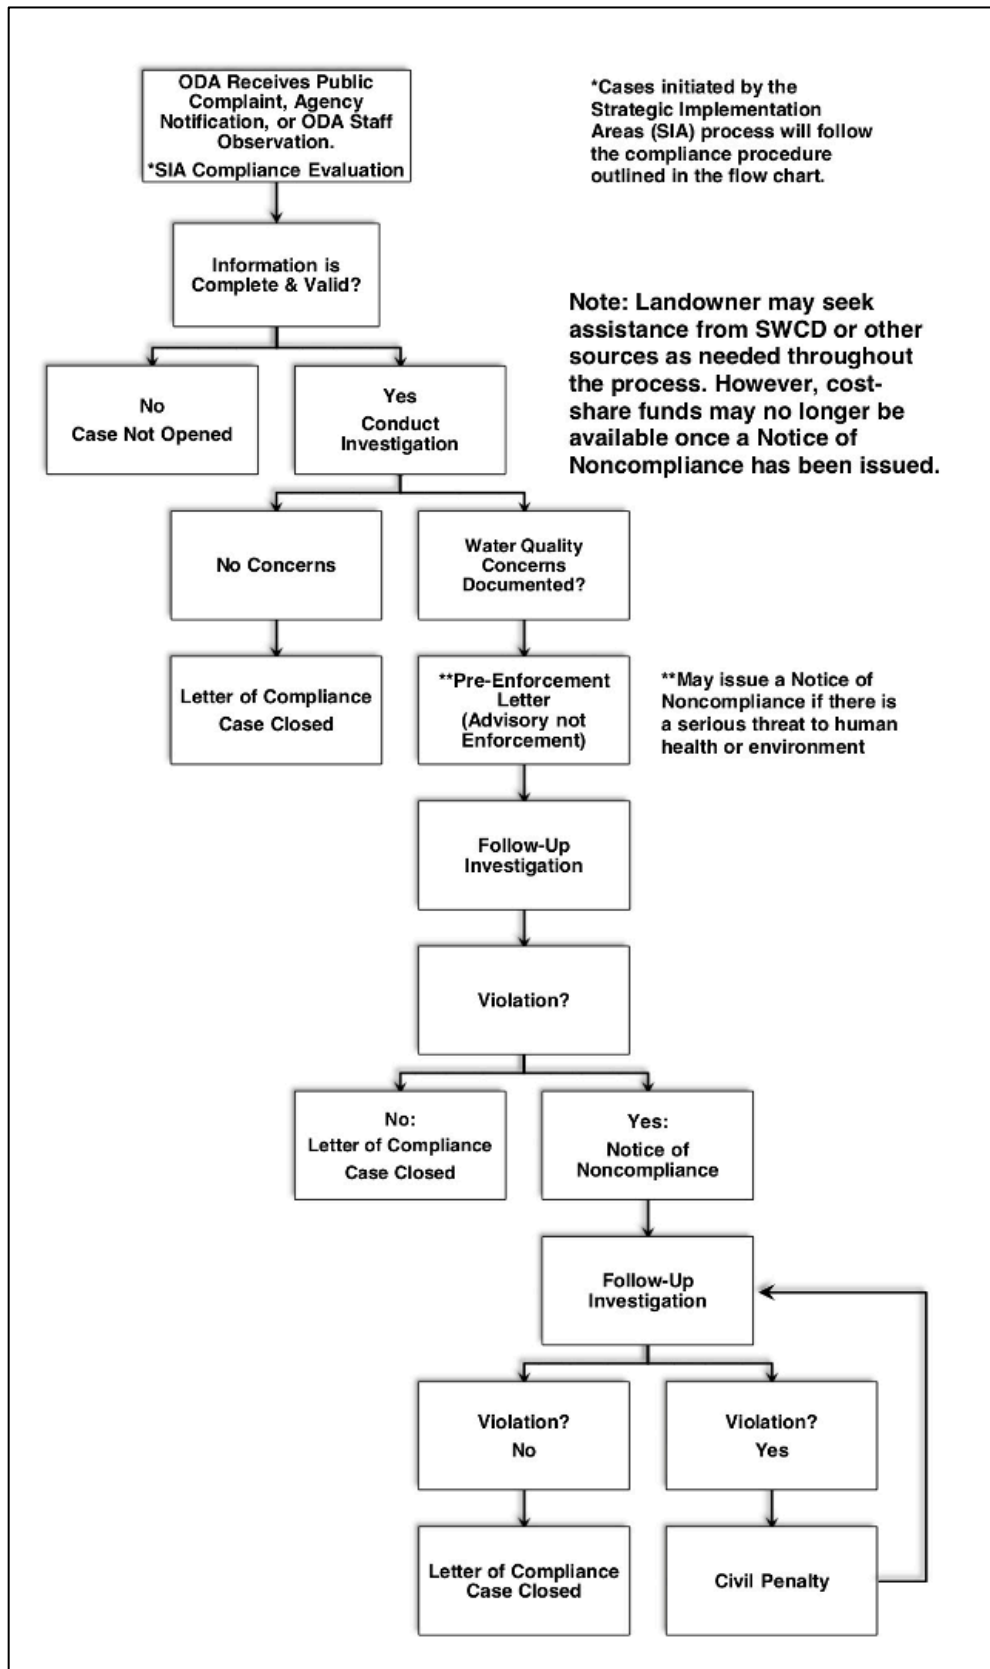 ODA Receives Public
Complaint, Agency
Notification, or ODA Staff
Observation.
*SIA Compliance Evaluation
*Cases initiated by the
Strategic Implementation
Areas (SIA) process will follow
the compliance procedure
outlined in the flow chart.
Information is
Complete & Valid?
Note: Landowner may seek
assistance from SWCD or other
sources as needed throughout
the process. However, cost-
share funds may no longer be
available once a Notice of
Noncompliance has been issued.
No
Case Not Opened
Yes
Conduct
Investigation
No Concerns
Water Quality
Concerns
Documented?
Letter of Compliance
Case Closed
**Pre-Enforcement
Letter
(Advisory not
Enforcement)
**May issue a Notice of
Noncompliance if there is
a serious threat to human
health or environment
Follow-Up
Investigation
Violation?
No:
Letter of Compliance
Case Closed
Yes:
Notice of
Noncompliance
Follow-Up
Investigation
Violation?
No
Violation?
Yes
Letter of Compliance
Case Closed
Civil Penalty